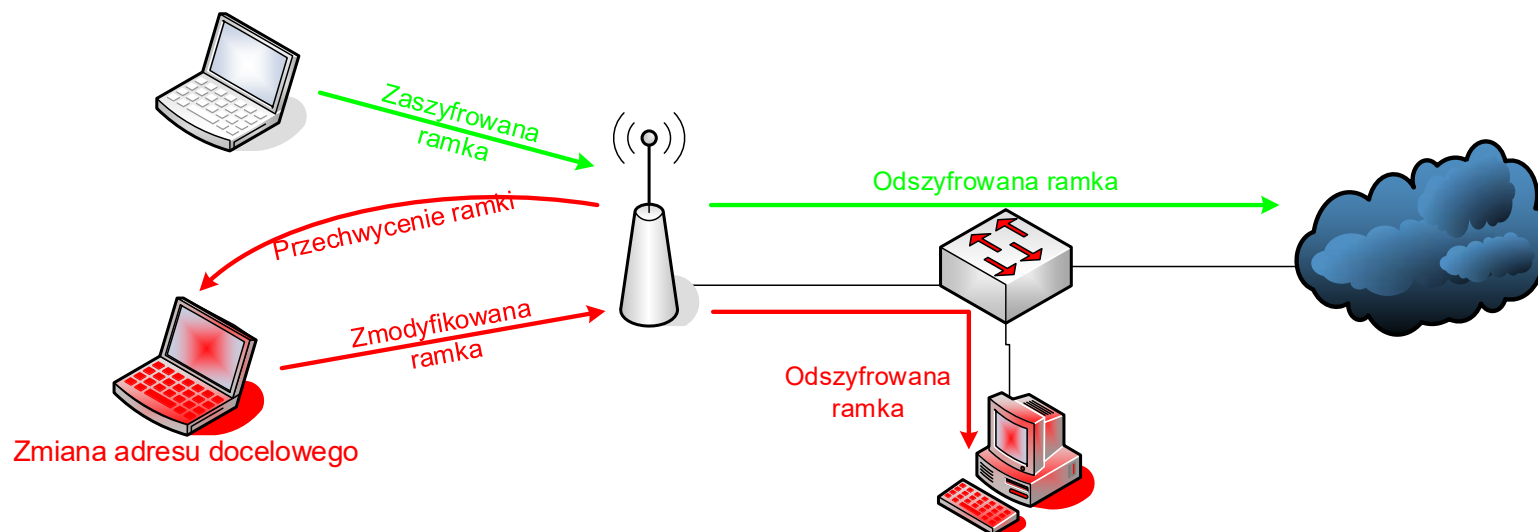 Zaszyfrowana
ramka
Odszyfrowana ramka
Przechwycenie ramki
Zmodyfikowana
ramka
Odszyfrowana
ramka
Zmiana adresu docelowego